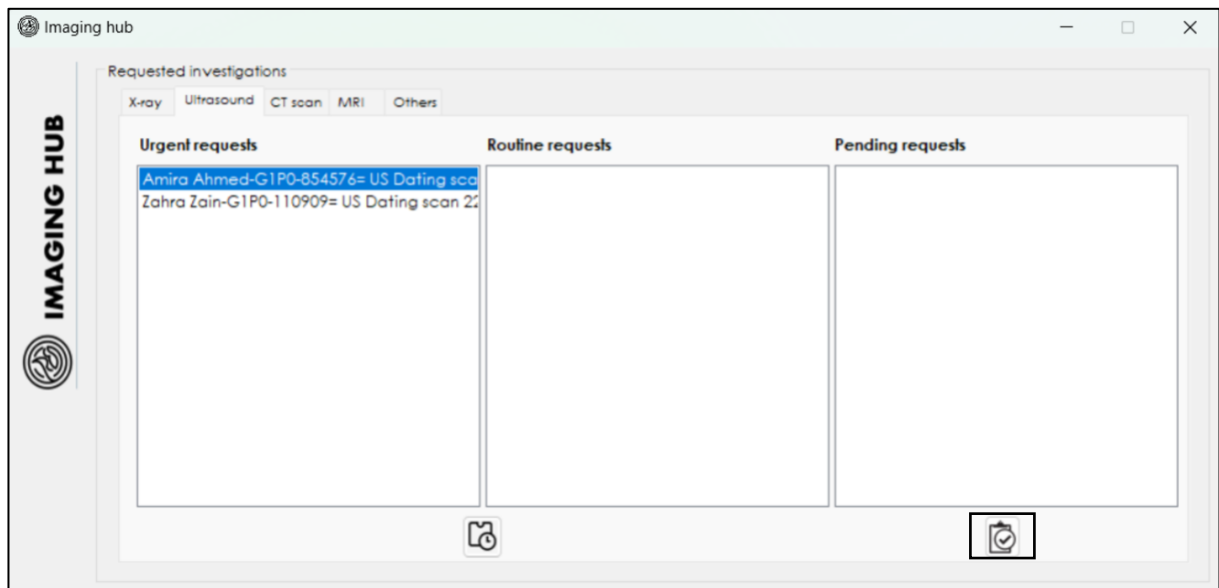 Imaging hub
IMAGING HUB
Requested investigations
X-ray Ultrasound CT scan MRI Others
Urgent requests Routine requests Pending requests
Amira Ahmed-G1P0-854576= US Dating sca
Zahra Zain-G1P0-110909= US Dating scan 22